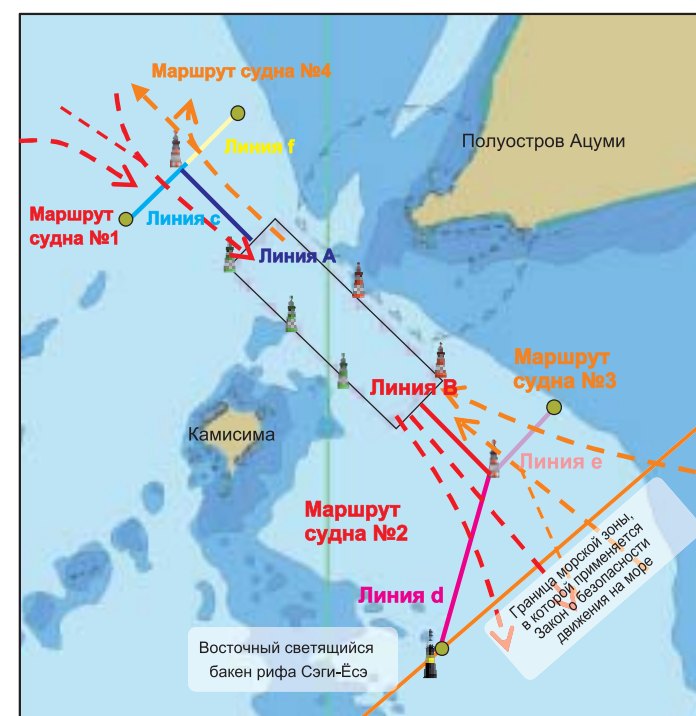 Маршрут судна №4
Полуостров Ацуми
Линия f
Маршрут
судна №1
Линия c
Линия A
Маршрут
судна №3
Линия B
Камисима
Линия e
Маршрут
судна №2
Граница морской зоны,
в которой применяется
Закон о безопасности
движения на море
Линия d
Восточный светящийся
бакен рифа Сэги-Ёсэ